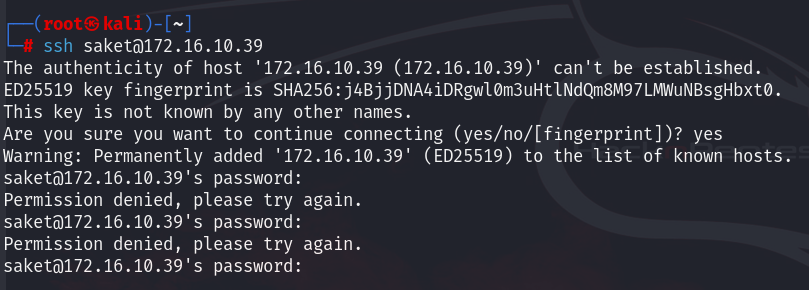 ┌──(root㉿kali)-[~]
└─# ssh saket@172.16.10.39
The authenticity of host '172.16.10.39 (172.16.10.39)' can't be established.
ED25519 key fingerprint is SHA256:j4BjjDNA4iDRgwl0m3uHtlNdQm8M97LMWuNBsgHbxt0.
This key is not known by any other names.
Are you sure you want to continue connecting (yes/no/[fingerprint])? yes
Warning: Permanently added '172.16.10.39' (ED25519) to the list of known hosts.
saket@172.16.10.39's password:
Permission denied, please try again.
saket@172.16.10.39's password:
Permission denied, please try again.
saket@172.16.10.39's password: